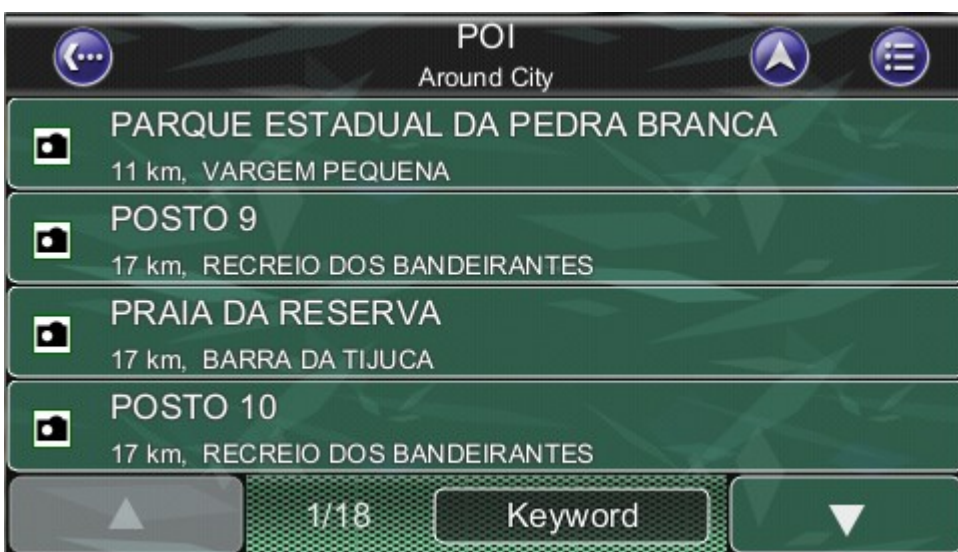 POI
Around City
PARQUE ESTADUAL DA PEDRA BRANCA
11 km, VARGEM PEQUENA
POSTO 9
17 km, RECREIO DOS BANDEIRANTES
PRAIA DA RESERVA
17 km, BARRA DA TIJUCA
POSTO 10
17 km, RECREIO DOS BANDEIRANTES
1/18 Keyword